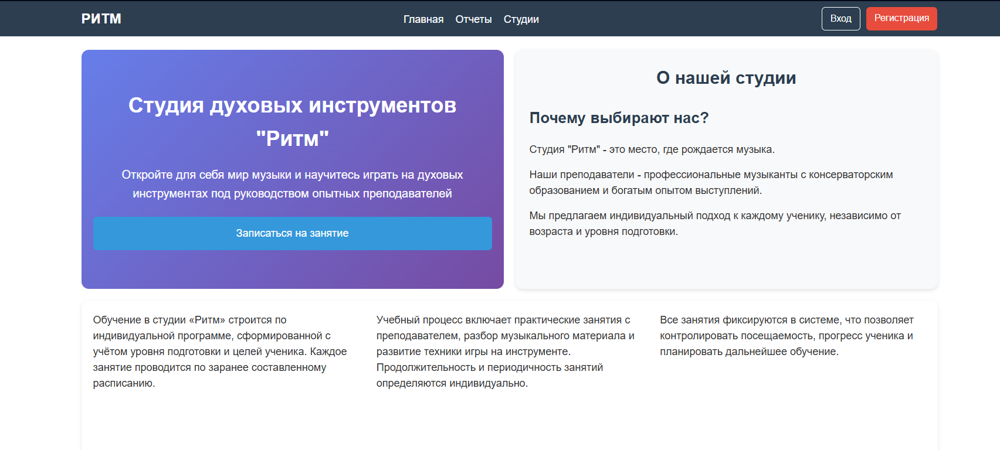 РИТМ
Главная Отчеты Студии
Вход Регистрация
Студия духовых инструментов
"Ритм"
Откройте для себя мир музыки и научитесь играть на духовых
инструментах под руководством опытных преподавателей
Записаться на занятие
О нашей студии
Почему выбирают нас?
Студия "Ритм" - это место, где рождается музыка.
Наши преподаватели - профессиональные музыканты с консерваторским
образованием и богатым опытом выступлений.
Мы предлагаем индивидуальный подход к каждому ученику, независимо от
возраста и уровня подготовки.
Обучение в студии «Ритм» строится по
индивидуальной программе, сформированной с
учётом уровня подготовки и целей ученика. Каждое
занятие проводится по заранее составленному
расписанию.
Учебный процесс включает практические занятия с
преподавателем, разбор музыкального материала и
развитие техники игры на инструменте.
Продолжительность и периодичность занятий
определяются индивидуально.
Все занятия фиксируются в системе, что позволяет
контролировать посещаемость, прогресс ученика и
планировать дальнейшее обучение.